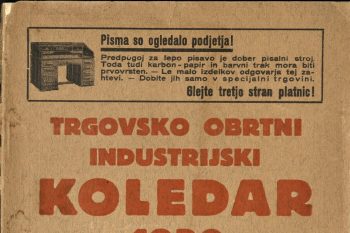 Pisma so ogledalo podjetja!
Predpogoj za lepo pisavo je dober pisalni stroj.
Toda tudi karbon-papir in barvni trak mora biti
prvovrsten. — Le malo izdelkov odgovarja tej za-
htevi. — Dobite jih samo v specijalni trgovini.
Glejte tretjo stran platnic!
TRGOVSKO OBRTNI
INDUSTRIJSKI
KOLEDAR